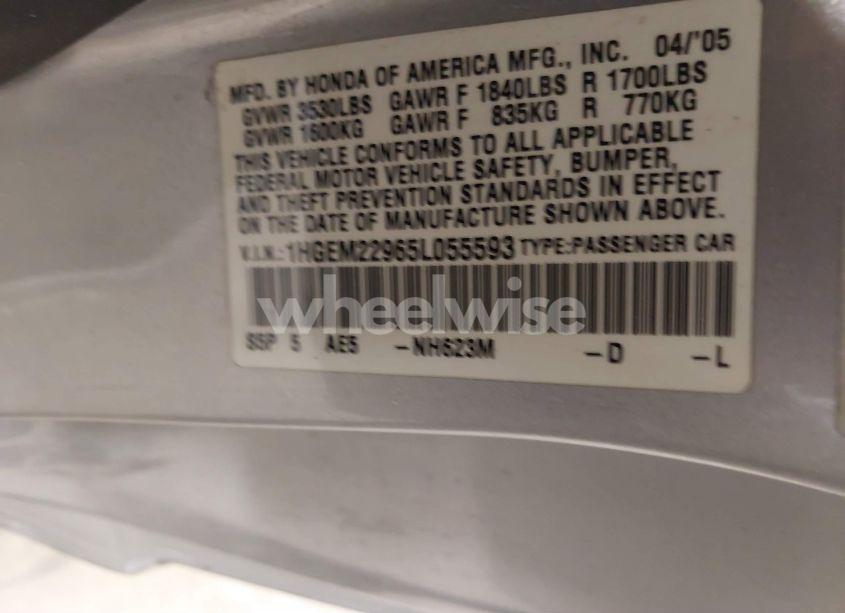 MFD. BY HONDA OF AMERICA MFG., INC. 04/'05
GVWR 3530LBS GAWR F 1840LBS R 1700LBS
GVWR 1600KG GAWR F 835KG R 770KG
THIS VEHICLE CONFORMS TO ALL APPLICABLE
FEDERAL MOTOR VEHICLE SAFETY, BUMPER,
AND THEFT PREVENTION STANDARDS IN EFFECT
ON THE DATE OF MANUFACTURE SHOWN ABOVE.
V.I.N.:1HGEM22965L055593 TYPE:PASSENGER CAR
wheelwise
SSP 5 AE5 -NH623M -D -L